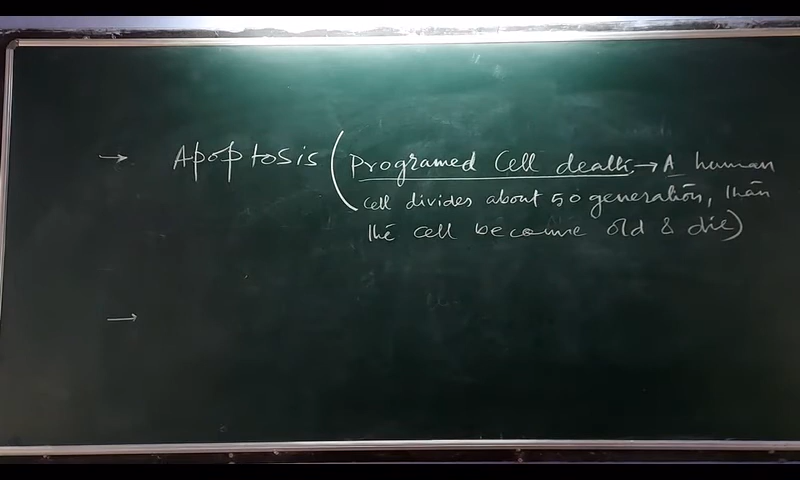 → Apoptosis (Programed Cell death → A human
cell divides about 50 generation, than
the cell become old & die)
→